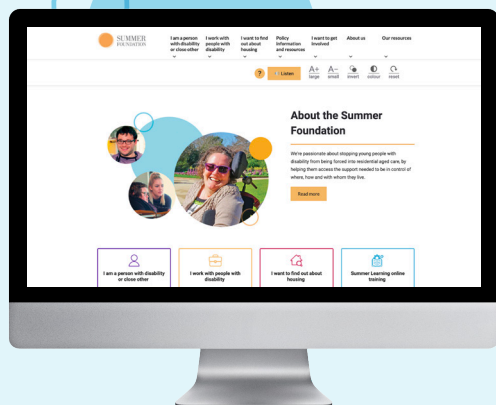 SUMMER
FOUNDATION
I am a person
with disability
or close other
I work with
people with
disability
I want to find
out about
housing
Policy
Information
and resources
I want to get
Involved
About us
Our resources
?
Listen
A+
large
A−
small
invert
colour
reset
About the Summer
Foundation
We're passionate about stopping young people with
disability from being forced into residential aged care, by
helping them access the support needed to be in control of
where, how and with whom they live.
Read more
I am a person with disability
or close other
I work with people with
disability
I want to find out about
housing
Summer Learning online
training